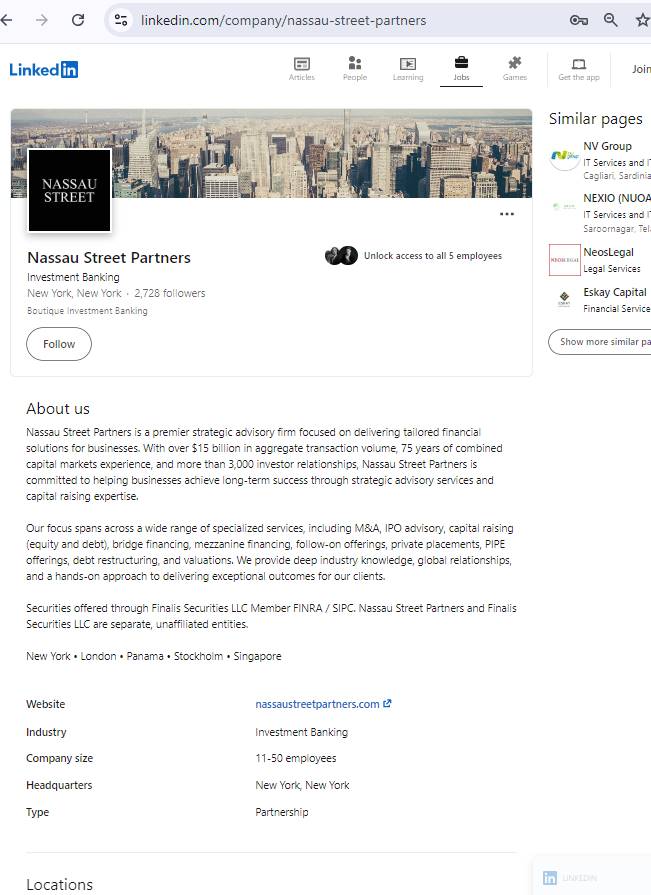 linkedin.com/company/nassau-street-partners
Linkedin
Articles
People
Learning
Jobs
Games
Get the app
Join
NASSAU
STREET
Nassau Street Partners
Investment Banking
New York, New York · 2,728 followers
Boutique Investment Banking
Unlock access to all 5 employees
Follow
Similar pages
NV Group
IT Services and IT
Cagliari, Sardinia
NEXIO (NUOA
IT Services and IT
Saroornagar, Tela
NeosLegal
Legal Services
Eskay Capital
Financial Service
Show more similar pa
About us
Nassau Street Partners is a premier strategic advisory firm focused on delivering tailored financial
solutions for businesses. With over $15 billion in aggregate transaction volume, 75 years of combined
capital markets experience, and more than 3,000 investor relationships, Nassau Street Partners is
committed to helping businesses achieve long-term success through strategic advisory services and
capital raising expertise.
Our focus spans across a wide range of specialized services, including M&A, IPO advisory, capital raising
(equity and debt), bridge financing, mezzanine financing, follow-on offerings, private placements, PIPE
offerings, debt restructuring, and valuations. We provide deep industry knowledge, global relationships,
and a hands-on approach to delivering exceptional outcomes for our clients.
Securities offered through Finalis Securities LLC Member FINRA / SIPC. Nassau Street Partners and Finalis
Securities LLC are separate, unaffiliated entities.
New York • London • Panama • Stockholm • Singapore
Website
nassaustreetpartners.com
Industry
Investment Banking
Company size
11-50 employees
Headquarters
New York, New York
Type
Partnership
Locations
in LINKEDIN